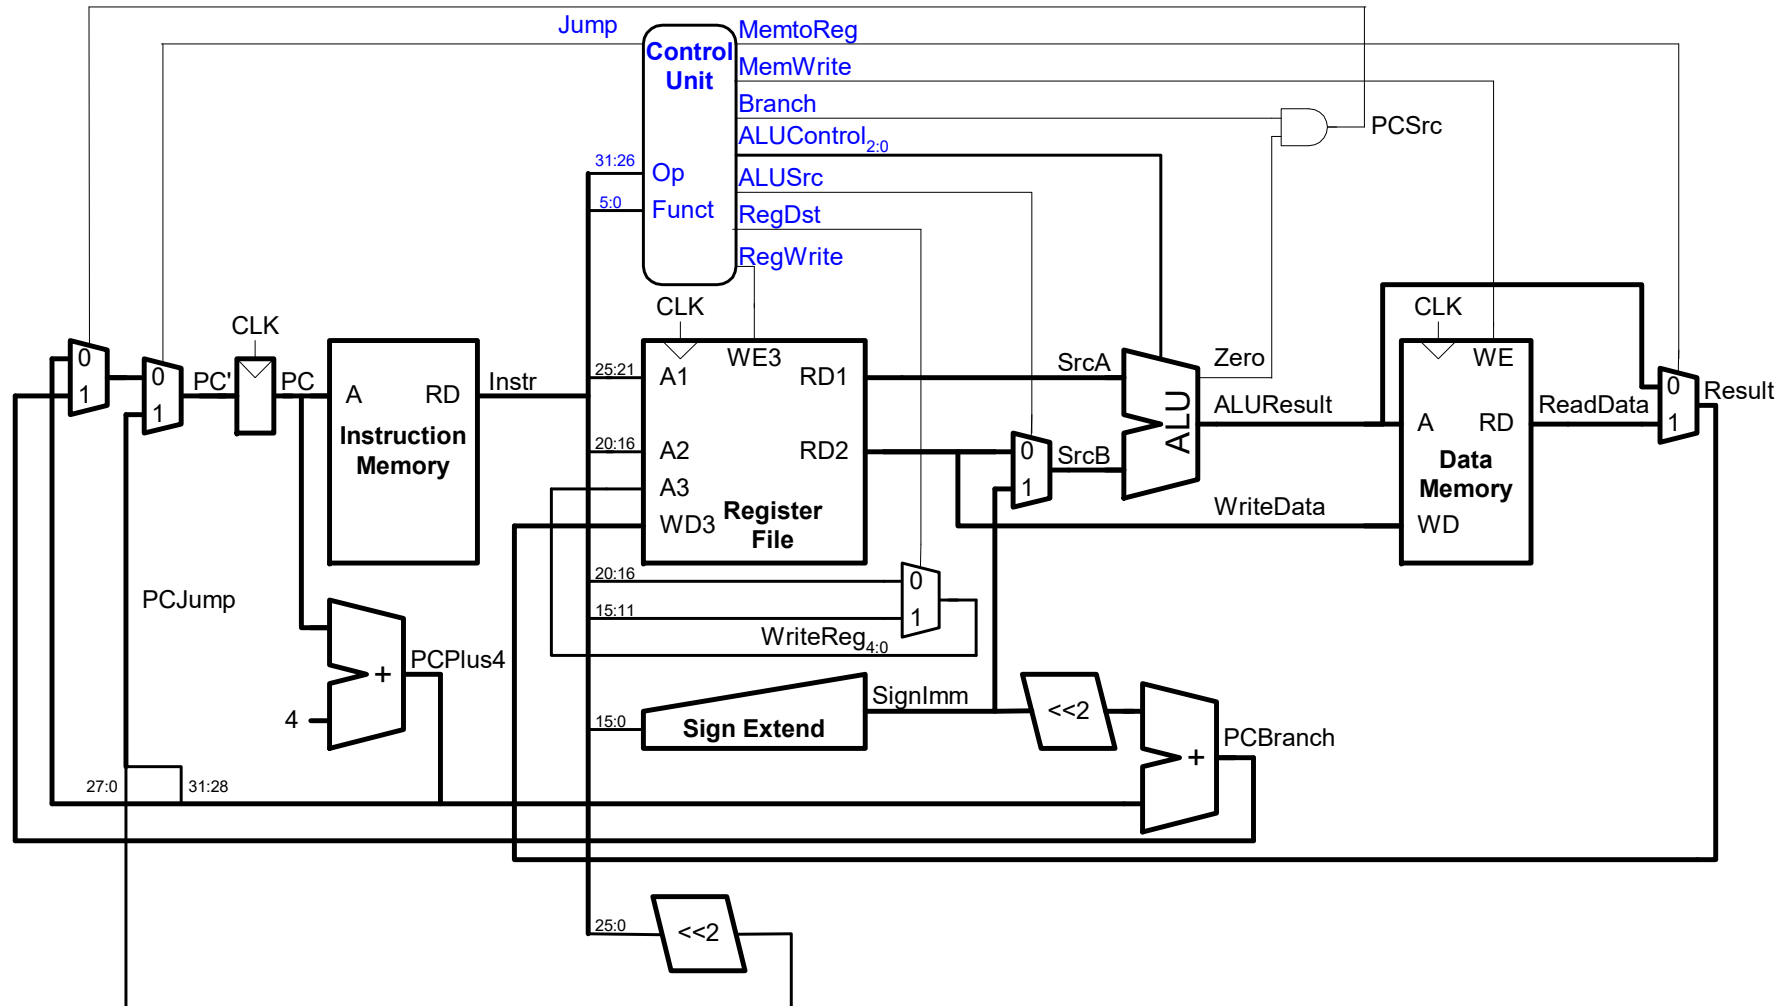 Jump
MemtoReg
Control
Unit
MemWrite
Branch
PCSrc
ALUControl2:0
31:26
Op
ALUSrc
5:0
Funct
RegDst
RegWrite
CLK
CLK
CLK
0
1
0
1
PC'
PC
A
RD
Instruction
Memory
Instr
25:21
A1
WE3
RD1
20:16
A2
RD2
A3
WD3
Register
File
SrcA
0
1
SrcB
ALU
Zero
ALUResult
WriteData
WE
A
RD
Data
Memory
WD
ReadData
0
1
Result
20:16
0
15:11
1
WriteReg4:0
PCJump
PCPlus4
+
4
SignImm
15:0
Sign Extend
<<2
PCBranch
+
27:0
31:28
25:0
<<2